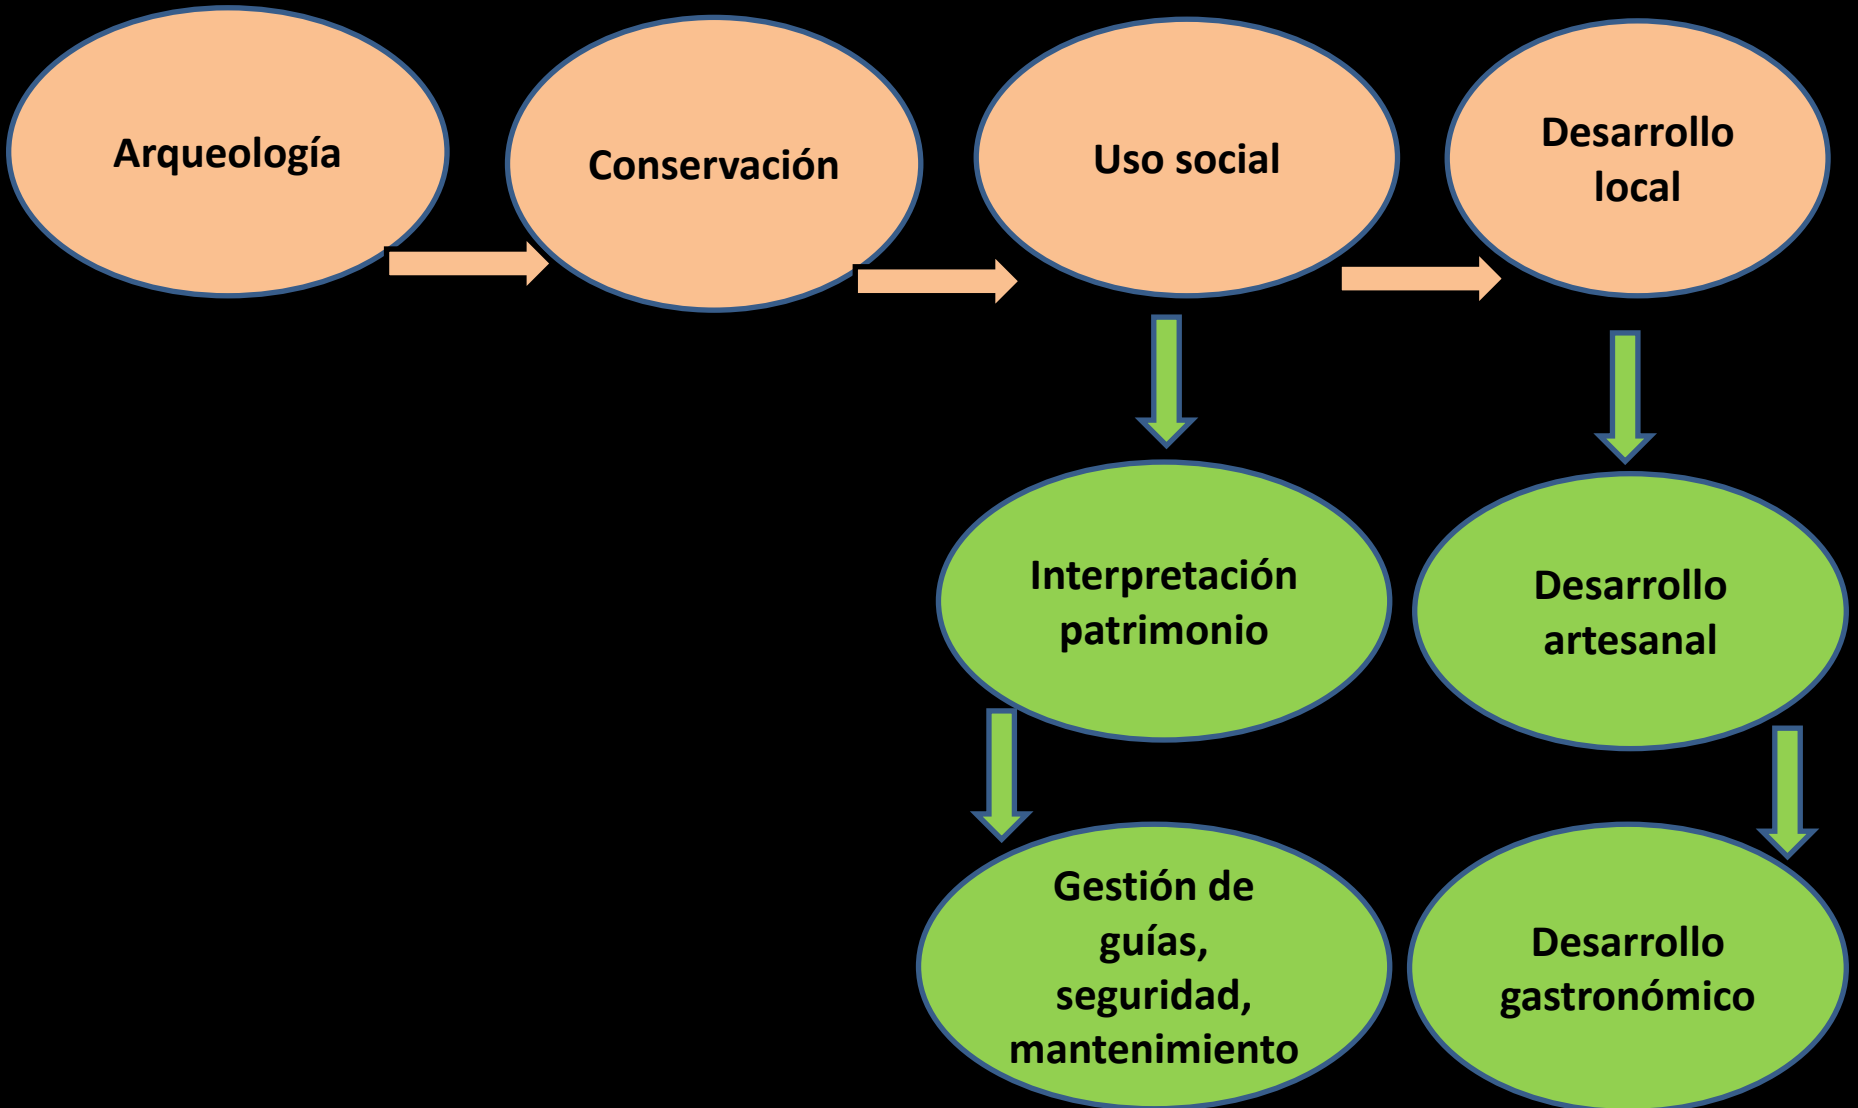 Arqueología
Conservación
Uso social
Desarrollo
local
Interpretación
patrimonio
Desarrollo
artesanal
Gestión de
guías,
seguridad,
mantenimiento
Desarrollo
gastronómico